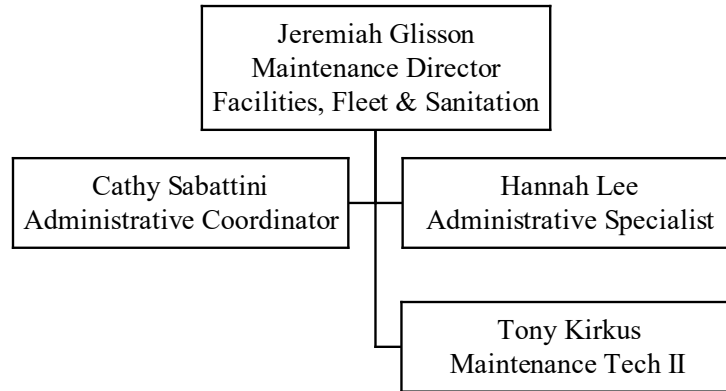 Jeremiah Glisson
Maintenance Director
Facilities, Fleet & Sanitation
Cathy Sabattini
Administrative Coordinator
Hannah Lee
Administrative Specialist
Tony Kirkus
Maintenance Tech II